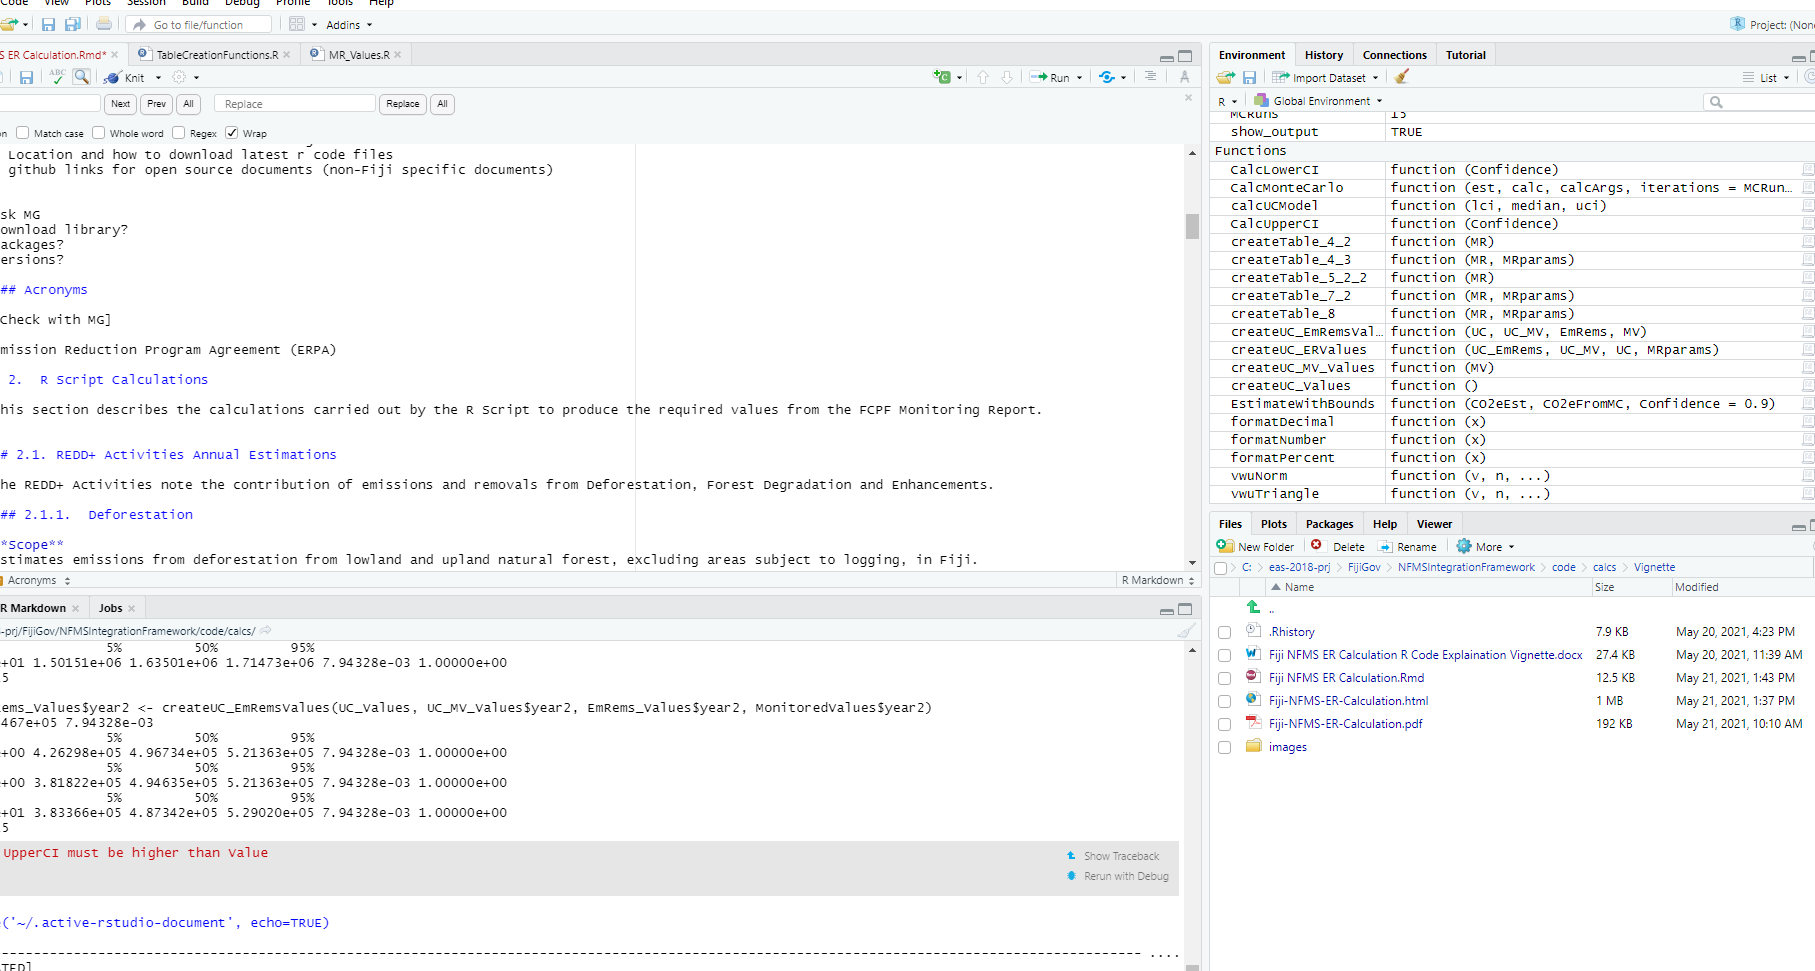 Code View Plots Session Build Debug Profile Tools Help
Go to file/function Addins Project: (None
S ER Calculation.Rmd* TableCreationFunctions.R MR_Values.R
ABC Knit Run
Next Prev All Replace Replace All
on Match case Whole word Regex Wrap
Location and how to download latest r code files
github links for open source documents (non-Fiji specific documents)
sk MG
ownload library?
ackages?
ersions?
## Acronyms
Check with MG]
mission Reduction Program Agreement (ERPA)
2. R Script Calculations
his section describes the calculations carried out by the R Script to produce the required values from the FCPF Monitoring Report.
# 2.1. REDD+ Activities Annual Estimations
he REDD+ Activities note the contribution of emissions and removals from Deforestation, Forest Degradation and Enhancements.
## 2.1.1. Deforestation
*Scope**
stimates emissions from deforestation from lowland and upland natural forest, excluding areas subject to logging, in Fiji.
Acronyms R Markdown
R Markdown Jobs
-prj/FijiGov/NFMSIntegrationFramework/code/calcs/
5% 50% 95%
+01 1.50151e+06 1.63501e+06 1.71473e+06 7.94328e-03 1.00000e+00
5
ems_Values$year2 <- createUC_EmRemsValues(UC_Values, UC_MV_Values$year2, EmRems_Values$year2, MonitoredValues$year2)
467e+05 7.94328e-03
5% 50% 95%
+00 4.26298e+05 4.96734e+05 5.21363e+05 7.94328e-03 1.00000e+00
5% 50% 95%
+00 3.81822e+05 4.94635e+05 5.21363e+05 7.94328e-03 1.00000e+00
5% 50% 95%
+01 3.83366e+05 4.87342e+05 5.29020e+05 7.94328e-03 1.00000e+00
5
UpperCI must be higher than Value
Show Traceback
Rerun with Debug
('~/.active-rstudio-document', echo=TRUE)
TED]
Environment History Connections Tutorial
Import Dataset List
R Global Environment
MCRuns 15
show_output TRUE
Functions
CalcLowerCI function (Confidence)
CalcMonteCarlo function (est, calc, calcArgs, iterations = MCRun…
calcUCModel function (lci, median, uci)
CalcUpperCI function (Confidence)
createTable_4_2 function (MR)
createTable_4_3 function (MR, MRparams)
createTable_5_2_2 function (MR)
createTable_7_2 function (MR, MRparams)
createTable_8 function (MR, MRparams)
createUC_EmRemsVal… function (UC, UC_MV, EmRems, MV)
createUC_ERValues function (UC_EmRems, UC_MV, UC, MRparams)
createUC_MV_Values function (MV)
createUC_Values function ()
EstimateWithBounds function (CO2eEst, CO2eFromMC, Confidence = 0.9)
formatDecimal function (x)
formatNumber function (x)
formatPercent function (x)
vwuNorm function (v, n, ...)
vwuTriangle function (v, n, ...)
Files Plots Packages Help Viewer
New Folder Delete Rename More
C: eas-2018-prj FijiGov NFMSIntegrationFramework code calcs Vignette
Name Size Modified
..
.Rhistory 7.9 KB May 20, 2021, 4:23 PM
Fiji NFMS ER Calculation R Code Explaination Vignette.docx 27.4 KB May 20, 2021, 11:39 AM
Fiji NFMS ER Calculation.Rmd 12.5 KB May 21, 2021, 1:43 PM
Fiji-NFMS-ER-Calculation.html 1 MB May 21, 2021, 1:37 PM
Fiji-NFMS-ER-Calculation.pdf 192 KB May 21, 2021, 10:10 AM
images